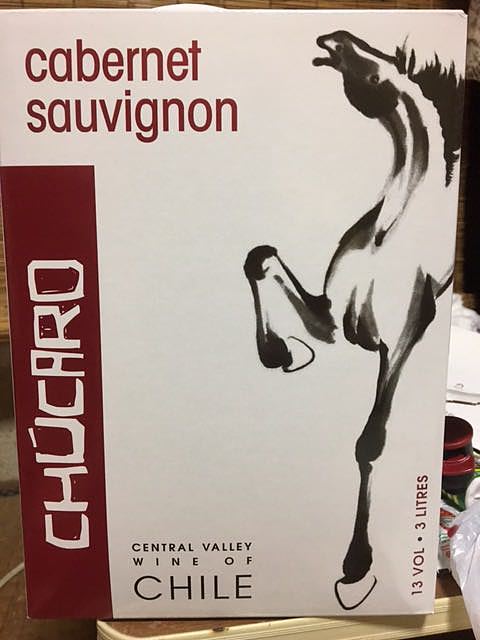 cabernet
sauvignon
CHÚCARO
CENTRAL VALLEY
WINE OF
CHILE
13 VOL • 3 LITRES